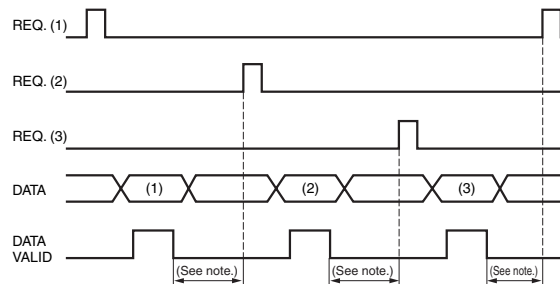 REQ. (1)
REQ. (2)
REQ. (3)
DATA (1) (2) (3)
DATA
VALID
(See note.) (See note.) (See note.)